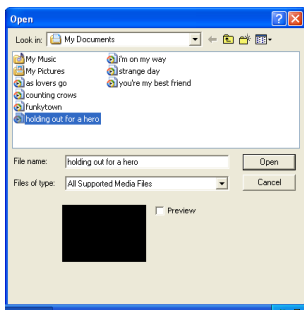 Open
Look in: My Documents
My Music
My Pictures
as lovers go
counting crows
funkytown
holding out for a hero
i'm on my way
strange day
you're my best friend
File name: holding out for a hero Open
Files of type: All Supported Media Files Cancel
Preview